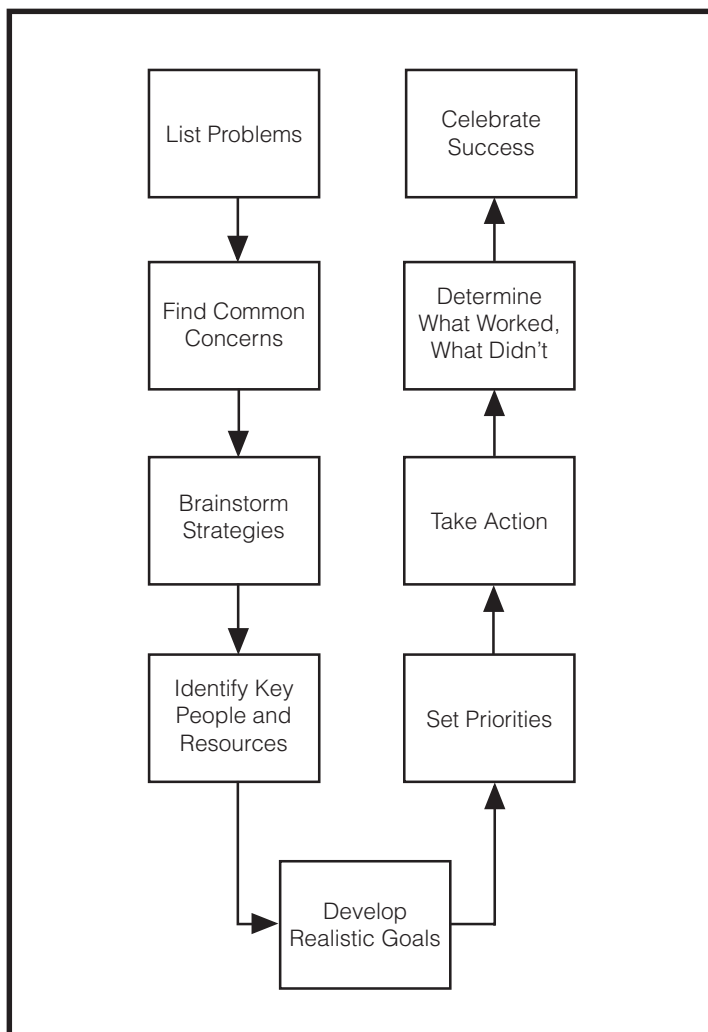 List Problems
Find Common
Concerns
Brainstorm
Strategies
Identify Key
People and
Resources
Develop
Realistic Goals
Set Priorities
Take Action
Determine
What Worked,
What Didn't
Celebrate
Success